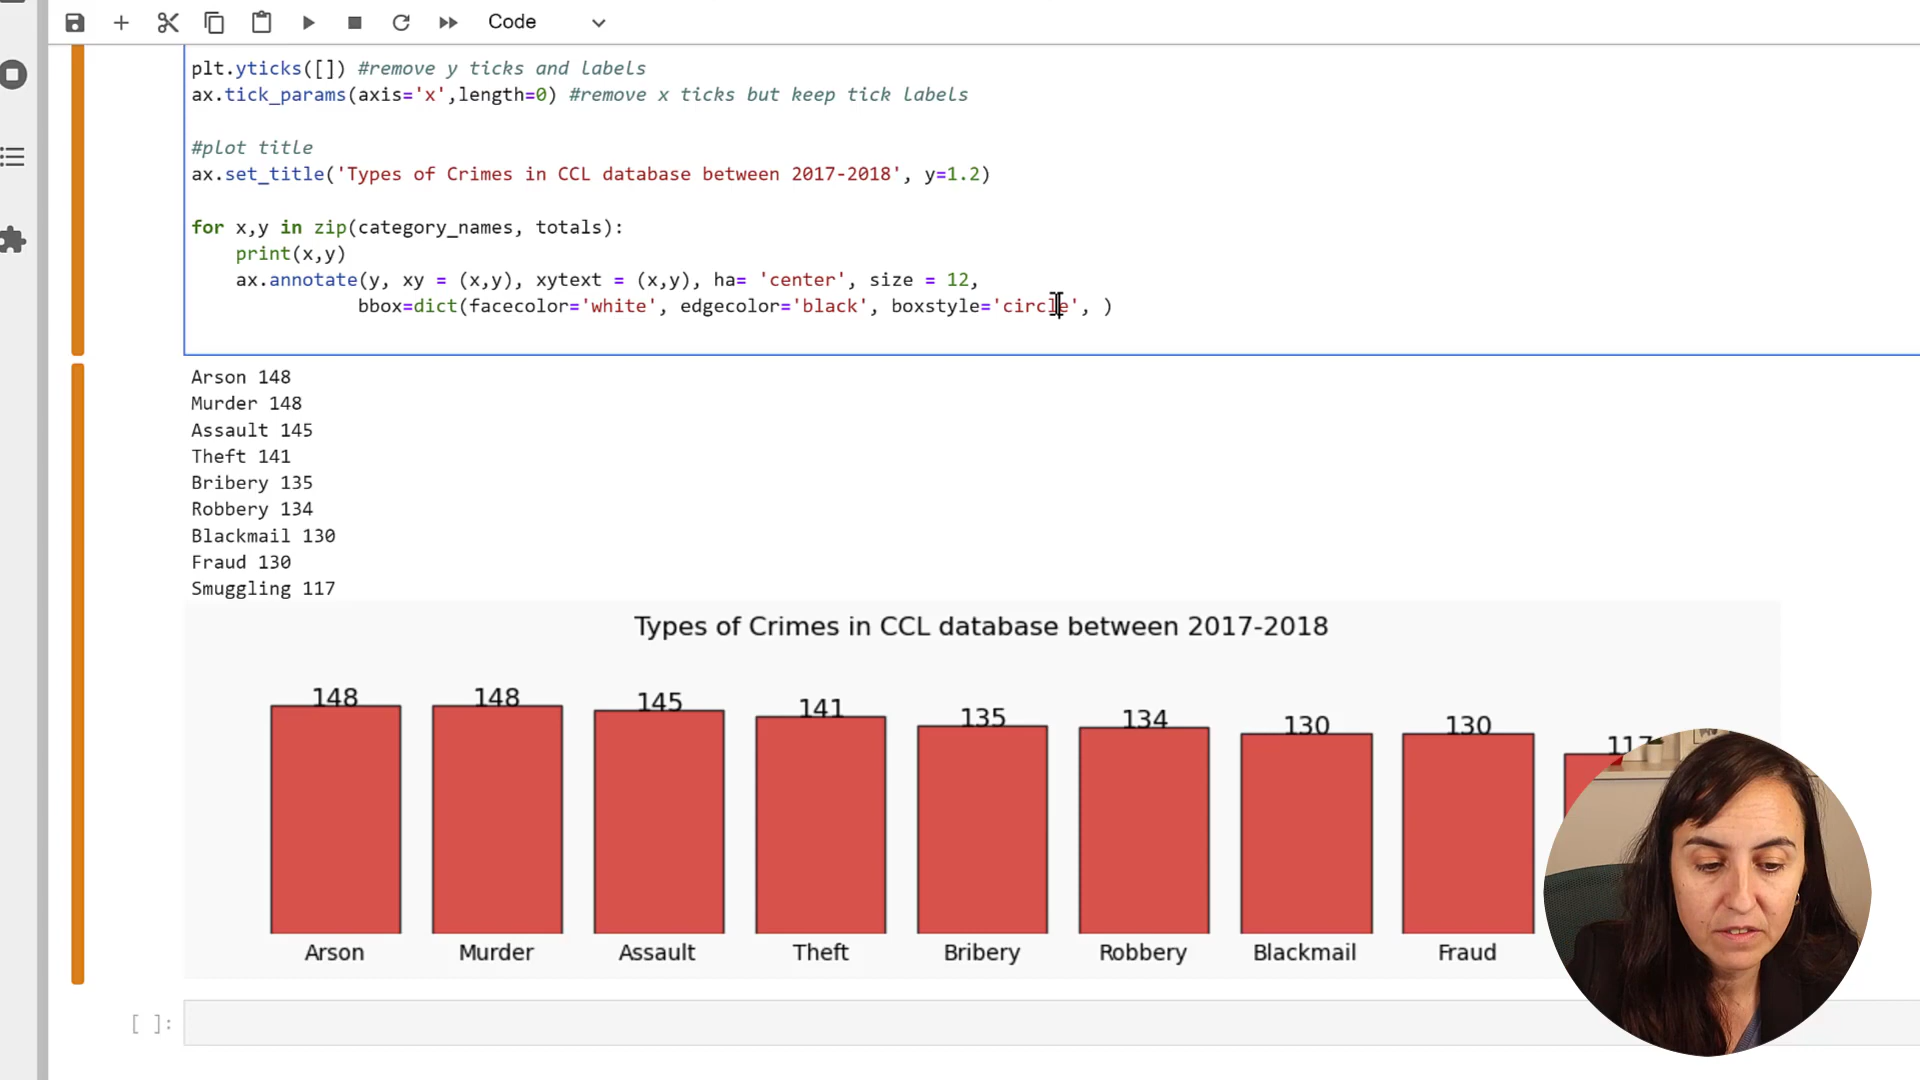 Code
plt.yticks([]) #remove y ticks and labels
ax.tick_params(axis='x',length=0) #remove x ticks but keep tick labels
#plot title
ax.set_title('Types of Crimes in CCL database between 2017-2018', y=1.2)
for x,y in zip(category_names, totals):
    print(x,y)
    ax.annotate(y, xy = (x,y), xytext = (x,y), ha= 'center', size = 12,
               bbox=dict(facecolor='white', edgecolor='black', boxstyle='circle', )
Arson 148
Murder 148
Assault 145
Theft 141
Bribery 135
Robbery 134
Blackmail 130
Fraud 130
Smuggling 117
Types of Crimes in CCL database between 2017-2018
148 148 145 141 135 134 130 130 117
Arson Murder Assault Theft Bribery Robbery Blackmail Fraud
[ ]: